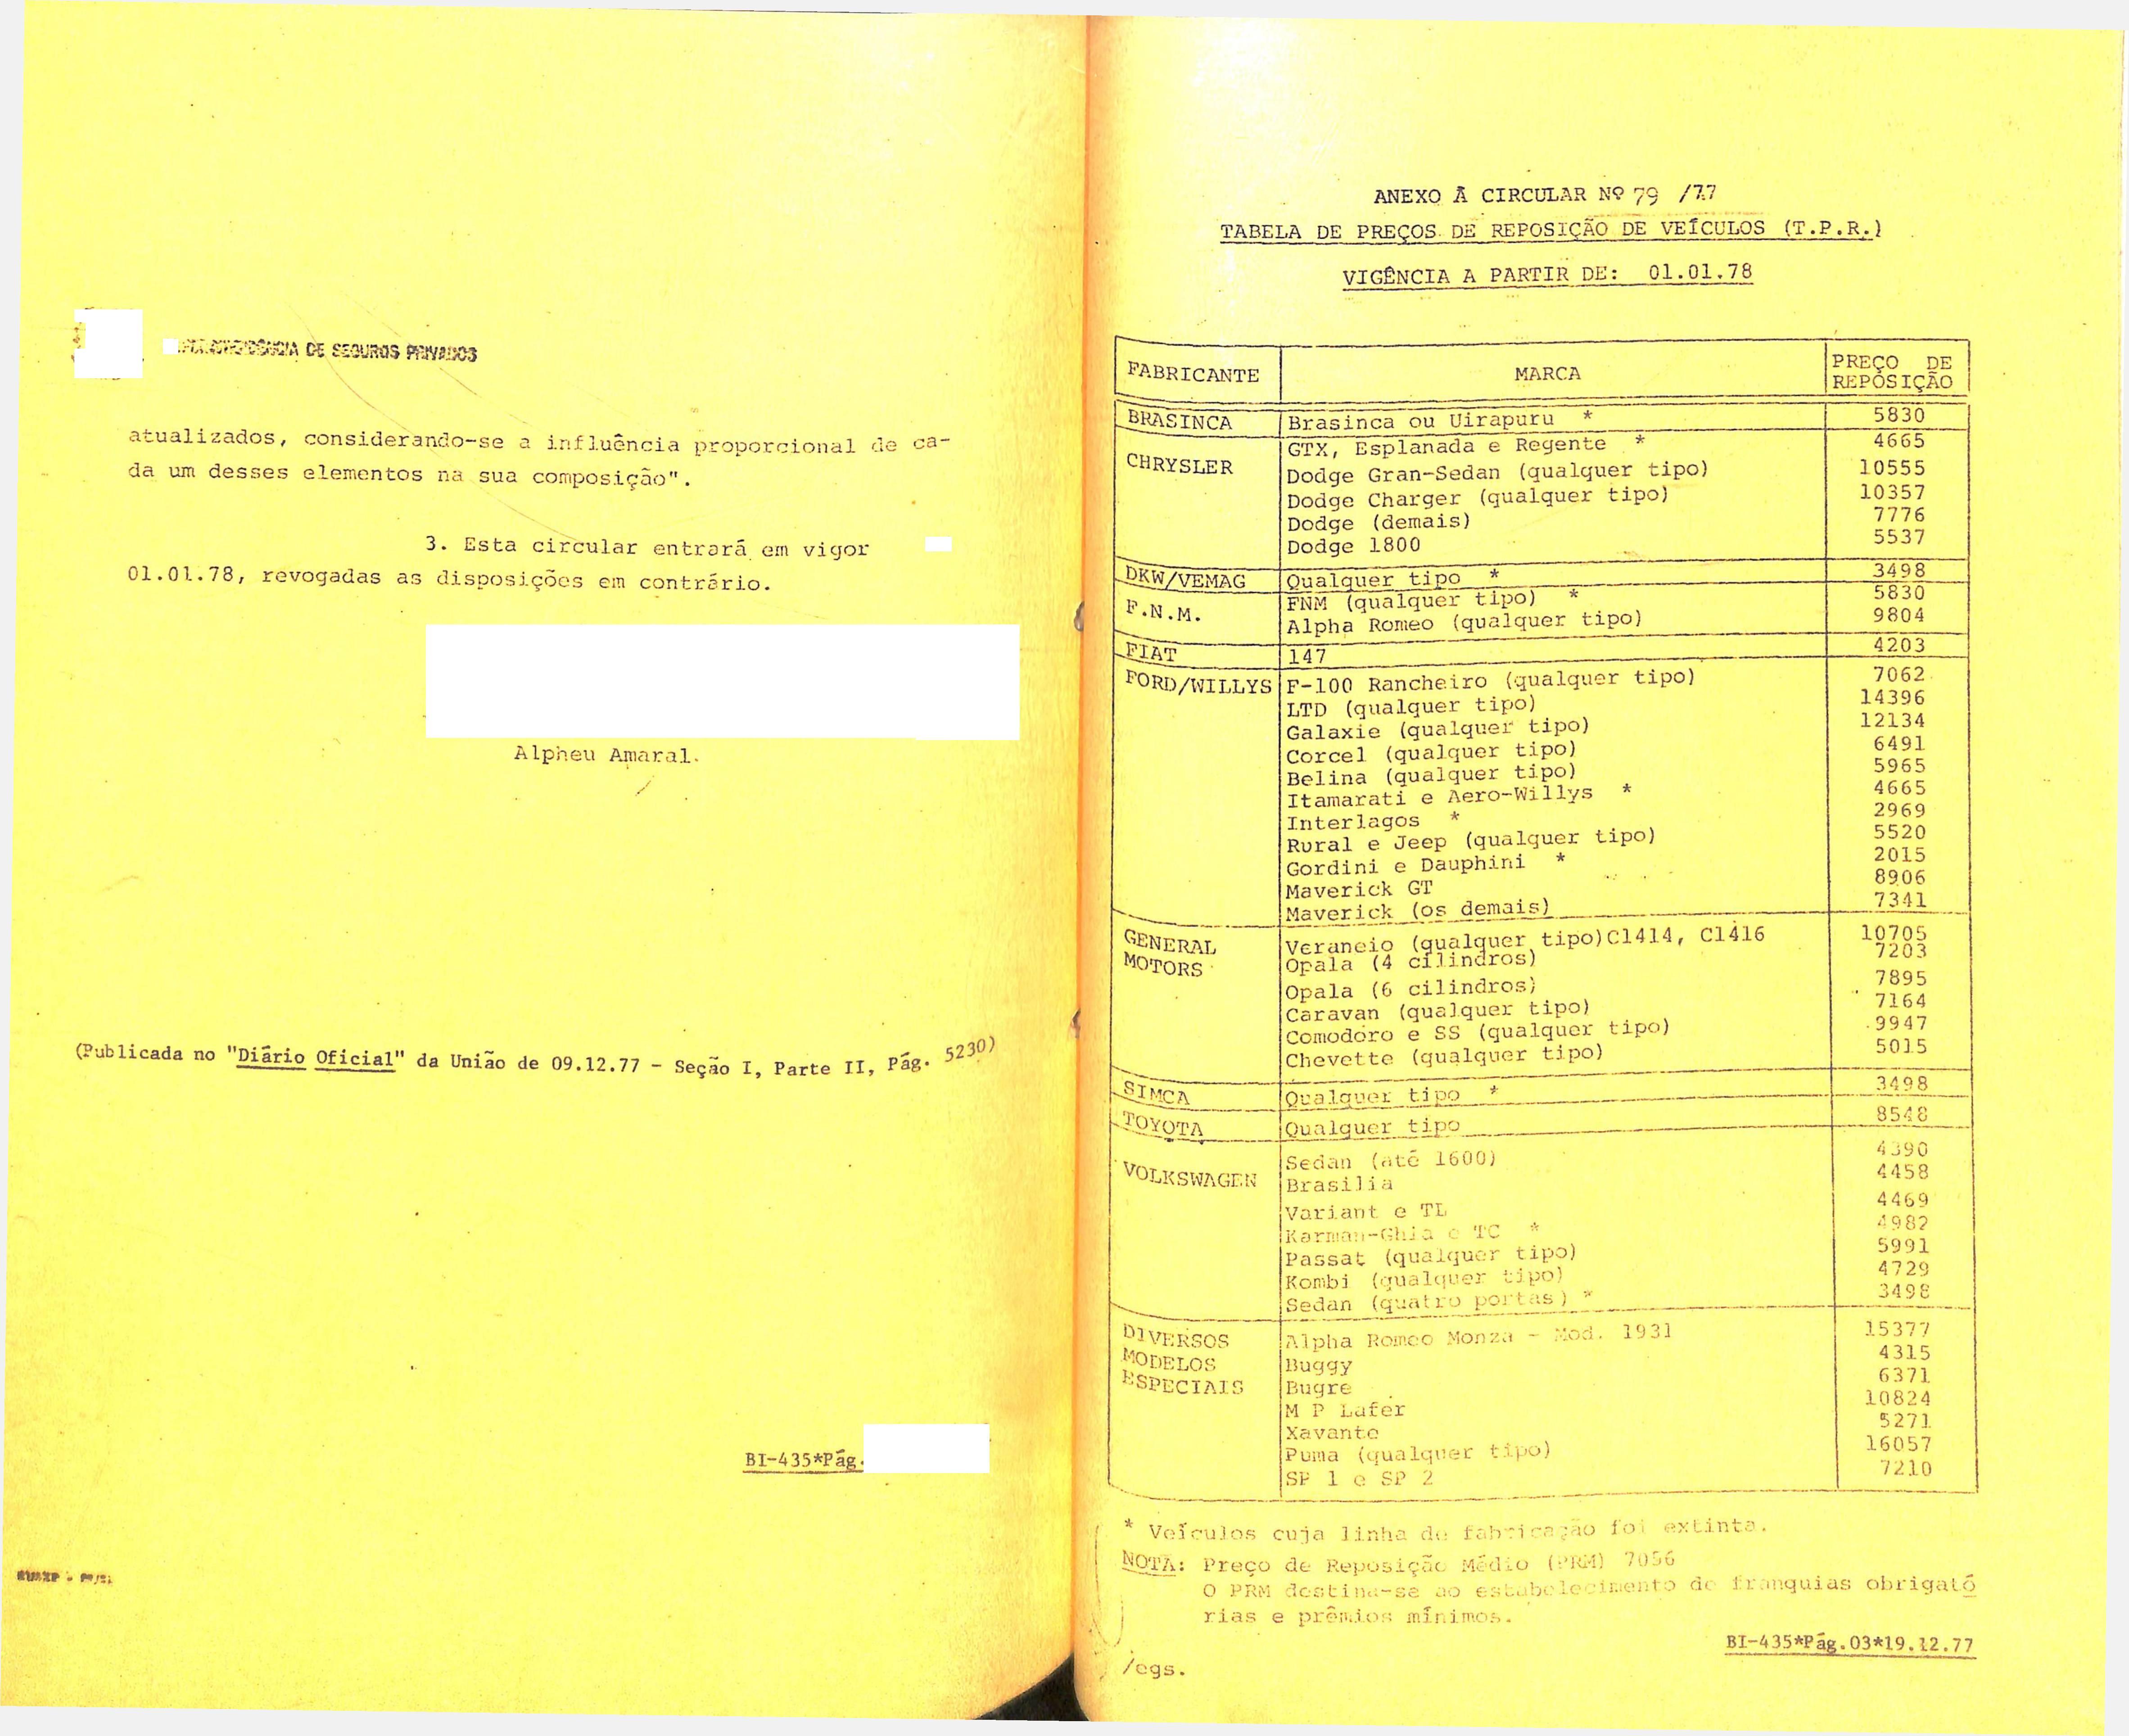 DE SEGUROS PRIVADOS
atualizados, considerando-se a influência proporcional de ca-
da um desses elementos na sua composição".
3. Esta circular entrará em vigor
01.01.78, revogadas as disposições em contrário.
Alpheu Amaral.
(Publicada no "Diário Oficial" da União de 09.12.77 - Seção I, Parte II, Pág. 5230)
BI-435*Pág.
ANEXO À CIRCULAR Nº 79 /77
TABELA DE PREÇOS DE REPOSIÇÃO DE VEÍCULOS (T.P.R.)
VIGÊNCIA A PARTIR DE: 01.01.78
FABRICANTE MARCA PREÇO DE REPOSIÇÃO
BRASINCA Brasinca ou Uirapuru * 5830
GTX, Esplanada e Regente * 4665
CHRYSLER Dodge Gran-Sedan (qualquer tipo) 10555
Dodge Charger (qualquer tipo) 10357
Dodge (demais) 7776
Dodge 1800 5537
DKW/VEMAG Qualquer tipo * 3498
F.N.M. FNM (qualquer tipo) * 5830
Alpha Romeo (qualquer tipo) 9804
FIAT 147 4203
FORD/WILLYS F-100 Rancheiro (qualquer tipo) 7062
LTD (qualquer tipo) 14396
Galaxie (qualquer tipo) 12134
Corcel (qualquer tipo) 6491
Belina (qualquer tipo) 5965
Itamarati e Aero-Willys * 4665
Interlagos * 2969
Rural e Jeep (qualquer tipo) 5520
Gordini e Dauphini * 2015
Maverick GT 8906
Maverick (os demais) 7341
GENERAL Veraneio (qualquer tipo)C1414, C1416 10705
MOTORS Opala (4 cilindros) 7203
Opala (6 cilindros) 7895
Caravan (qualquer tipo) 7164
Comodoro e SS (qualquer tipo) 9947
Chevette (qualquer tipo) 5015
SIMCA Qualquer tipo * 3498
TOYOTA Qualquer tipo 8548
Sedan (até 1600) 4390
VOLKSWAGEN Brasilia 4458
Variant e TL 4469
Karman-Ghia e TC * 4982
Passat (qualquer tipo) 5991
Kombi (qualquer tipo) 4729
Sedan (quatro portas) * 3498
DIVERSOS Alpha Romeo Monza - Mod. 1931 15377
MODELOS Buggy 4315
ESPECIAIS Bugre 6371
M P Lafer 10824
Xavante 5271
Puma (qualquer tipo) 16057
SP 1 e SP 2 7210
* Veículos cuja linha de fabricação foi extinta.
NOTA: Preço de Reposição Médio (PRM) 7056
O PRM destina-se ao estabelecimento de franquias obrigató
rias e prêmios mínimos.
BI-435*Pág.03*19.12.77
/egs.